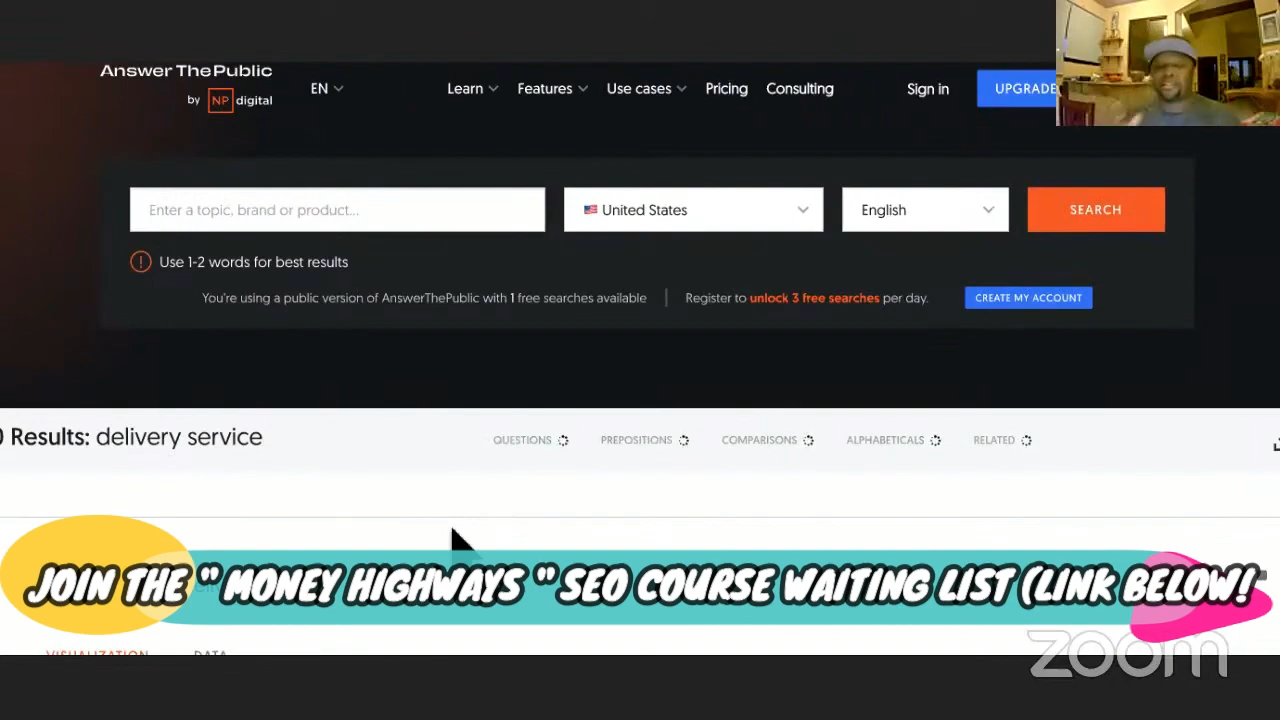 Answer The Public
by NP digital
EN
Learn Features Use cases Pricing Consulting
Sign in
UPGRADE
Enter a topic, brand or product...
United States
English
SEARCH
Use 1-2 words for best results
You're using a public version of AnswerThePublic with 1 free searches available
Register to unlock 3 free searches per day.
CREATE MY ACCOUNT
0 Results: delivery service
QUESTIONS PREPOSITIONS COMPARISONS ALPHABETICALS RELATED
JOIN THE " MONEY HIGHWAYS " SEO COURSE WAITING LIST (LINK BELOW!
VISUALIZATION DATA
zoom